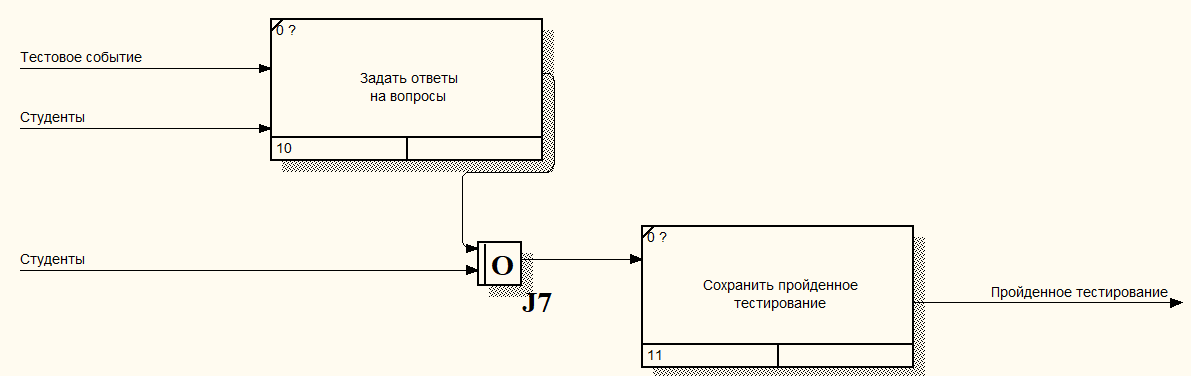 0 ?
Тестовое событие
Задать ответы
на вопросы
Студенты
10
Студенты
O
J7
0 ?
Сохранить пройденное
тестирование
Пройденное тестирование
11